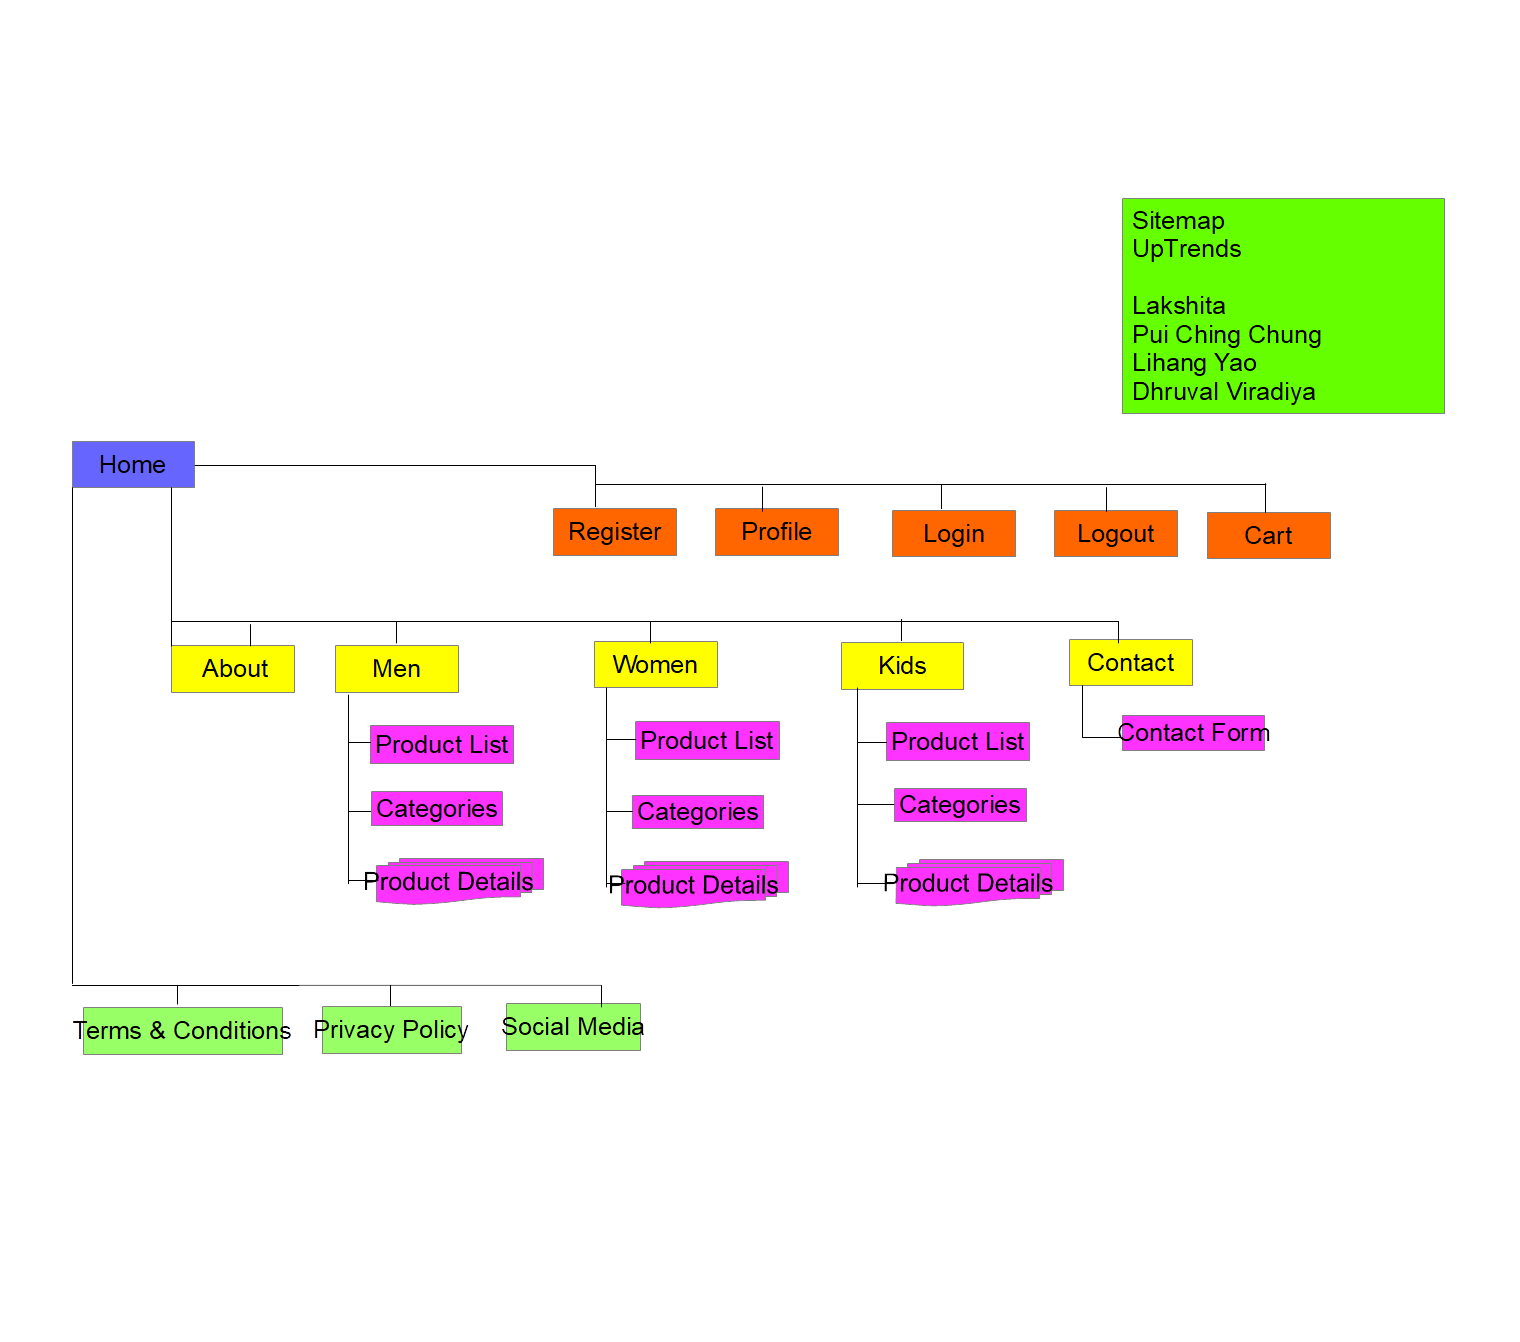 Sitemap
UpTrends
Lakshita
Pui Ching Chung
Lihang Yao
Dhruval Viradiya
Home
Register
Profile
Login
Logout
Cart
About
Men
Women
Kids
Contact
Product List
Product List
Product List
Contact Form
Categories
Categories
Categories
Product Details
Product Details
Product Details
Terms & Conditions
Privacy Policy
Social Media